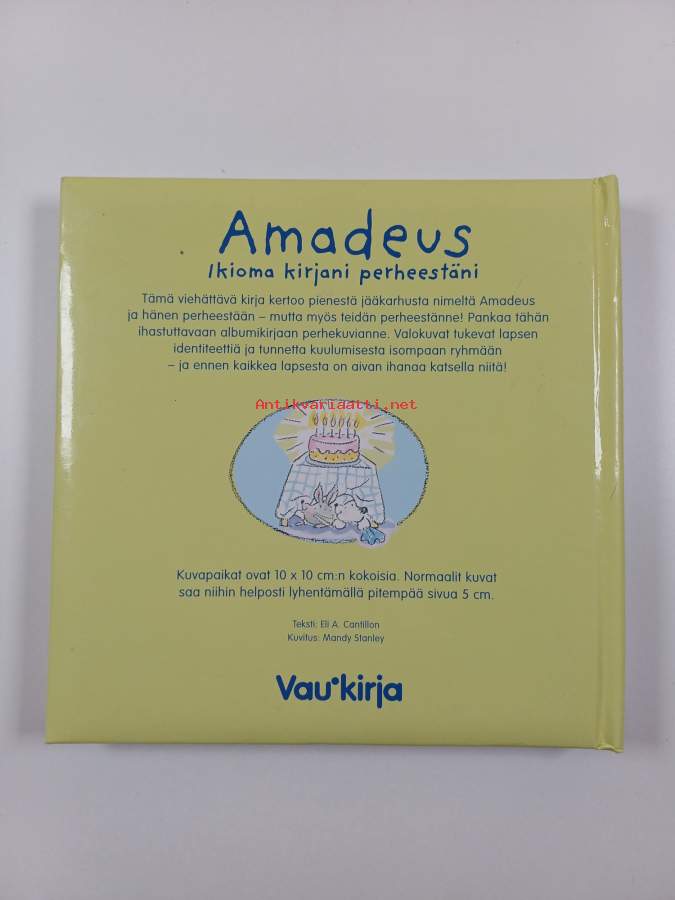 Amadeus
Ikioma kirjani perheestäni
Tämä viehättävä kirja kertoo pienestä jääkarhusta nimeltä Amadeus
ja hänen perheestään – mutta myös teidän perheestänne! Pankaa tähän
ihastuttavaan albumikirjaan perhekuvianne. Valokuvat tukevat lapsen
identiteettiä ja tunnetta kuulumisesta isompaan ryhmään
– ja ennen kaikkea lapsesta on aivan ihanaa katsella niitä!
Antikvariaatti.net
Kuvapaikat ovat 10 x 10 cm:n kokoisia. Normaalit kuvat
saa niihin helposti lyhentämällä pitempää sivua 5 cm.
Teksti: Eli A. Cantillon
Kuvitus: Mandy Stanley
Vau•kirja